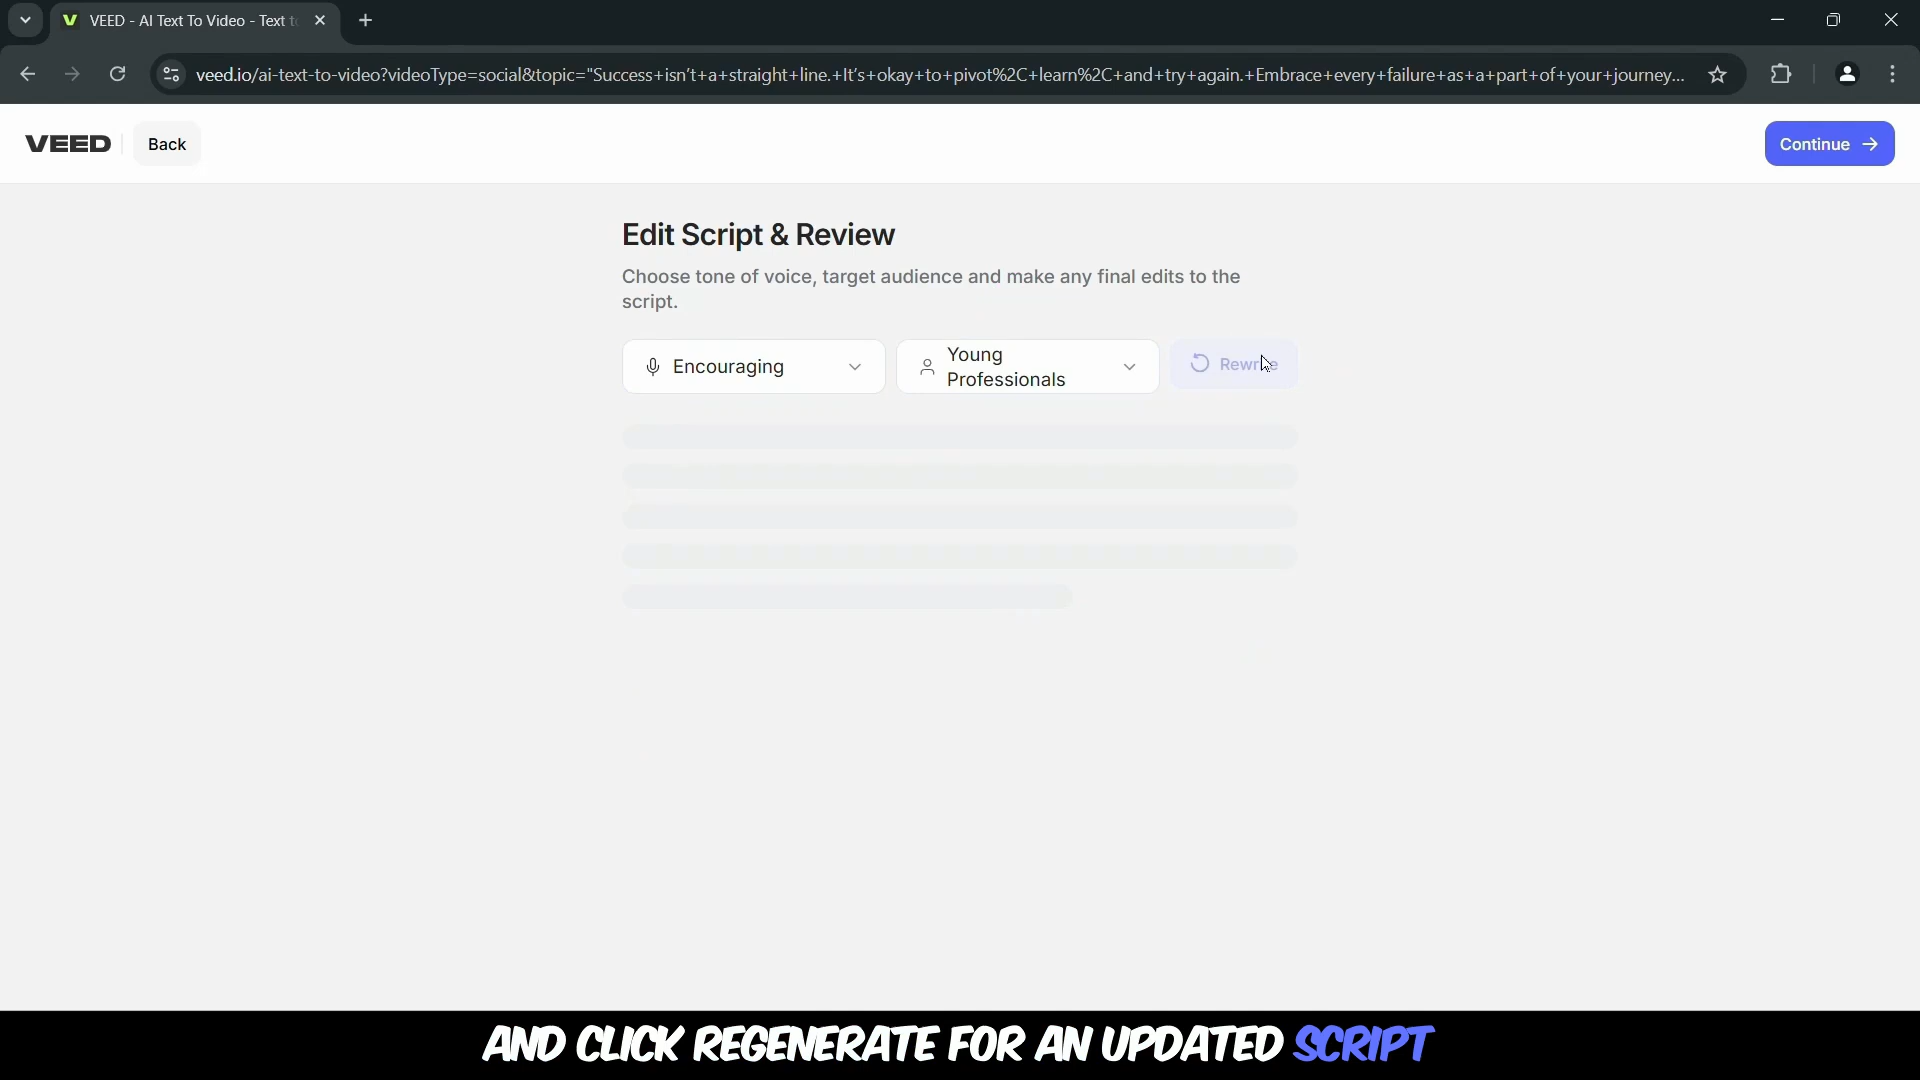 VEED - AI Text To Video - Text to
veed.io/ai-text-to-video?videoType=social&topic="Success+isn't+a+straight+line.+It's+okay+to+pivot%2C+learn%2C+and+try+again.+Embrace+every+failure+as+a+part+of+your+journey...
VEED
Back
Continue
Edit Script & Review
Choose tone of voice, target audience and make any final edits to the
script.
Encouraging
Young
Professionals
Rewrite
AND CLICK REGENERATE FOR AN UPDATED SCRIPT